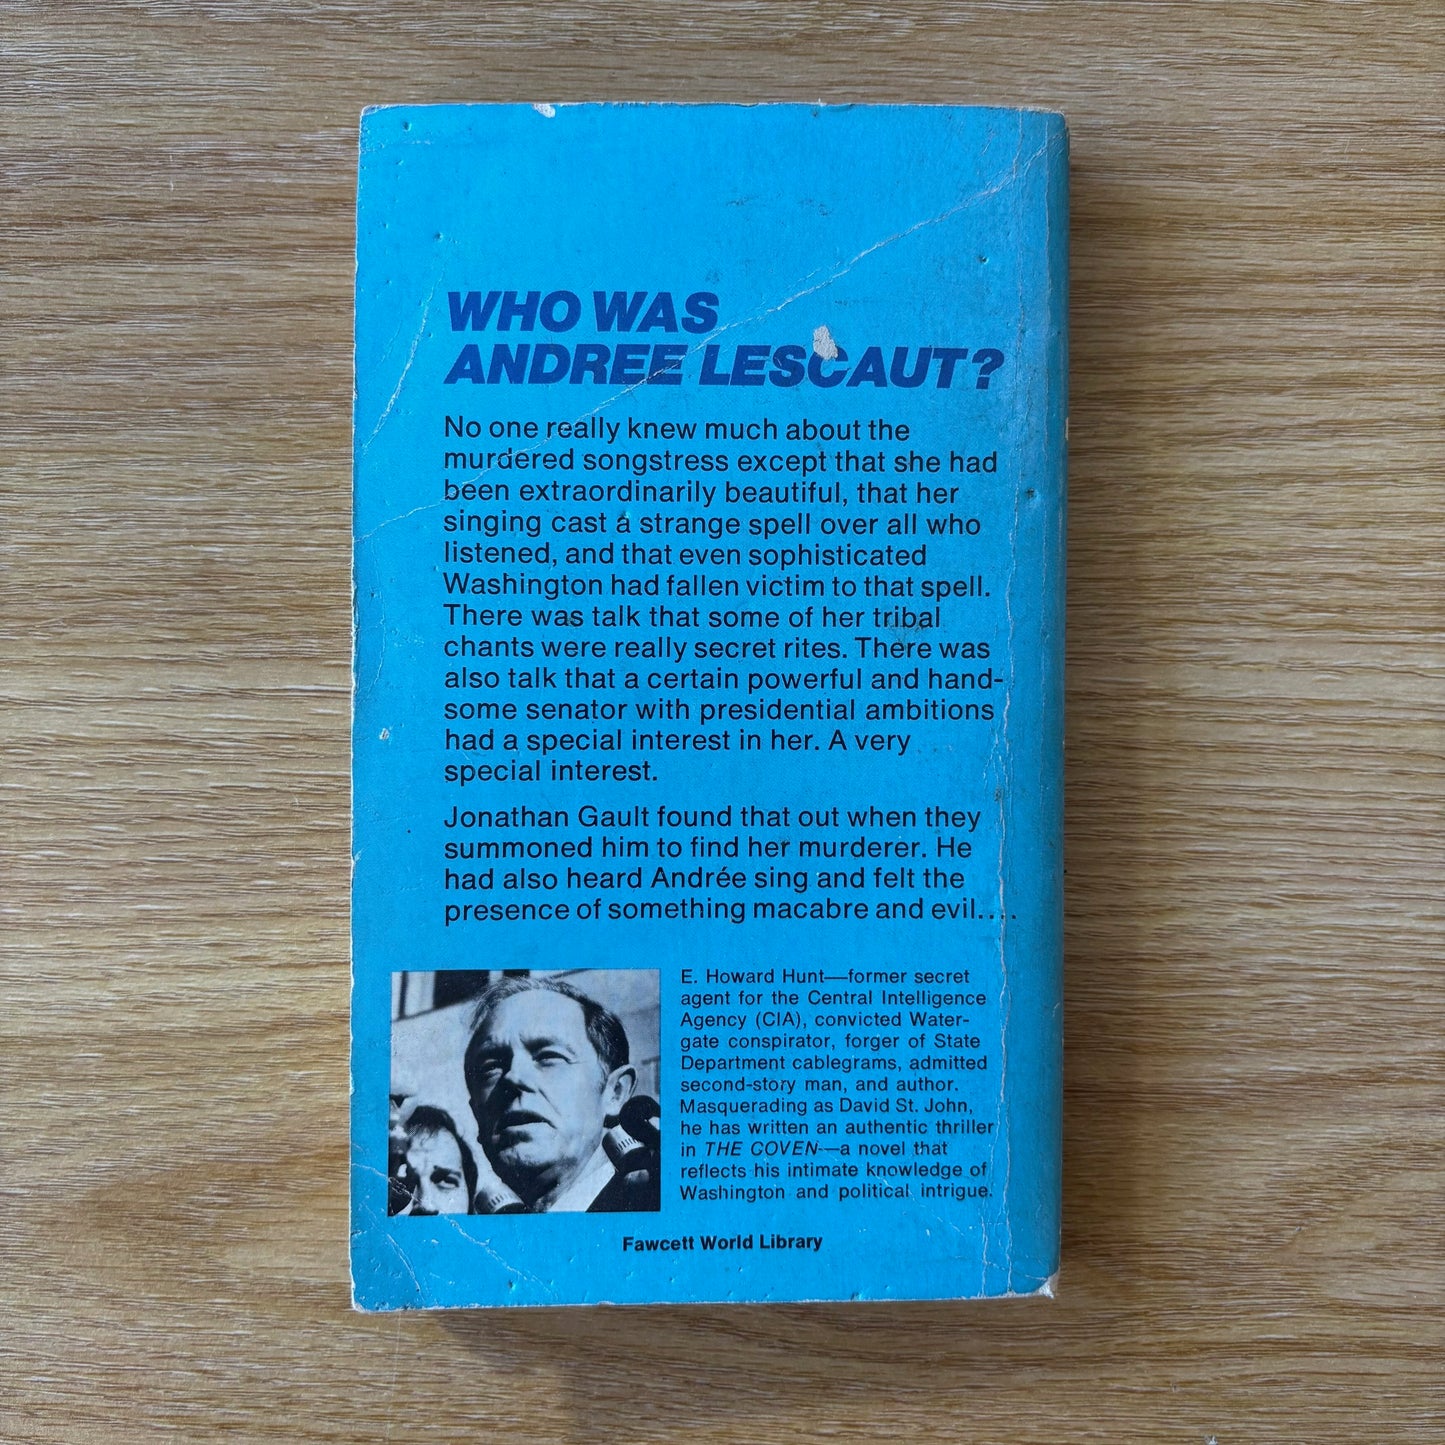 WHO WAS
ANDREE LESCAUT?
No one really knew much about the
murdered songstress except that she had
been extraordinarily beautiful, that her
singing cast a strange spell over all who
listened, and that even sophisticated
Washington had fallen victim to that spell.
There was talk that some of her tribal
chants were really secret rites. There was
also talk that a certain powerful and hand-
some senator with presidential ambitions
had a special interest in her. A very
special interest.
Jonathan Gault found that out when they
summoned him to find her murderer. He
had also heard Andrée sing and felt the
presence of something macabre and evil....
E. Howard Hunt—former secret
agent for the Central Intelligence
Agency (CIA), convicted Water-
gate conspirator, forger of State
Department cablegrams, admitted
second-story man, and author.
Masquerading as David St. John,
he has written an authentic thriller
in THE COVEN—a novel that
reflects his intimate knowledge of
Washington and political intrigue.
Fawcett World Library